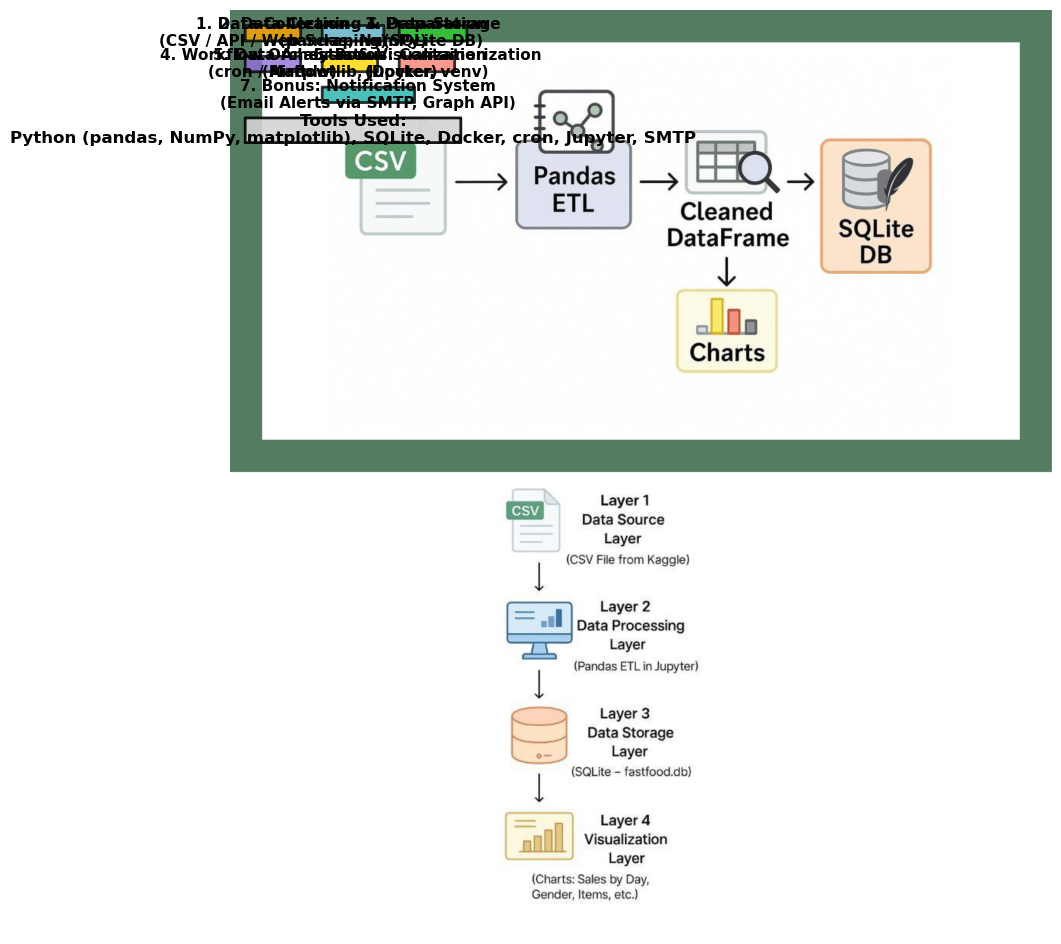 1. Data Collection
2. Data Cleaning & Preparation
3. Data Storage
(CSV / API / Web Scraping)
(pandas, NumPy)
(SQLite DB)
4. Workflow Orchestration
5. Data Analysis & Visualization
6. Containerization
(cron / Airflow)
(Matplotlib, Jupyter)
(Docker, venv)
7. Bonus: Notification System
(Email Alerts via SMTP, Graph API)
Tools Used:
Python (pandas, NumPy, matplotlib), SQLite, Docker, cron, Jupyter, SMTP
CSV
Pandas
ETL
Cleaned
DataFrame
SQLite
DB
Charts
CSV
Layer 1
Data Source
Layer
(CSV File from Kaggle)
Layer 2
Data Processing
Layer
(Pandas ETL in Jupyter)
Layer 3
Data Storage
Layer
(SQLite – fastfood.db)
Layer 4
Visualization
Layer
(Charts: Sales by Day,
Gender, Items, etc.)